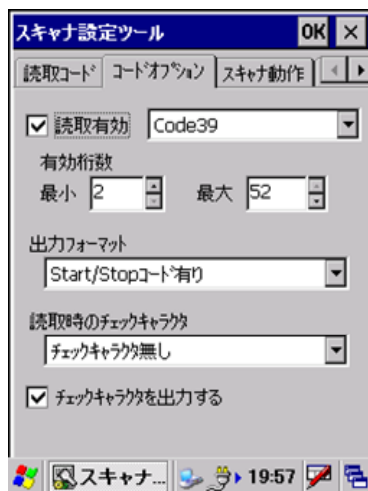 スキャナ設定ツール OK ×
読取コード コードオプション スキャナ動作
読取有効 Code39
有効桁数
最小 2 最大 52
出力フォーマット
Start/Stopコード有り
読取時のチェックキャラクタ
チェックキャラクタ無し
チェックキャラクタを出力する
スキャナ... 19:57